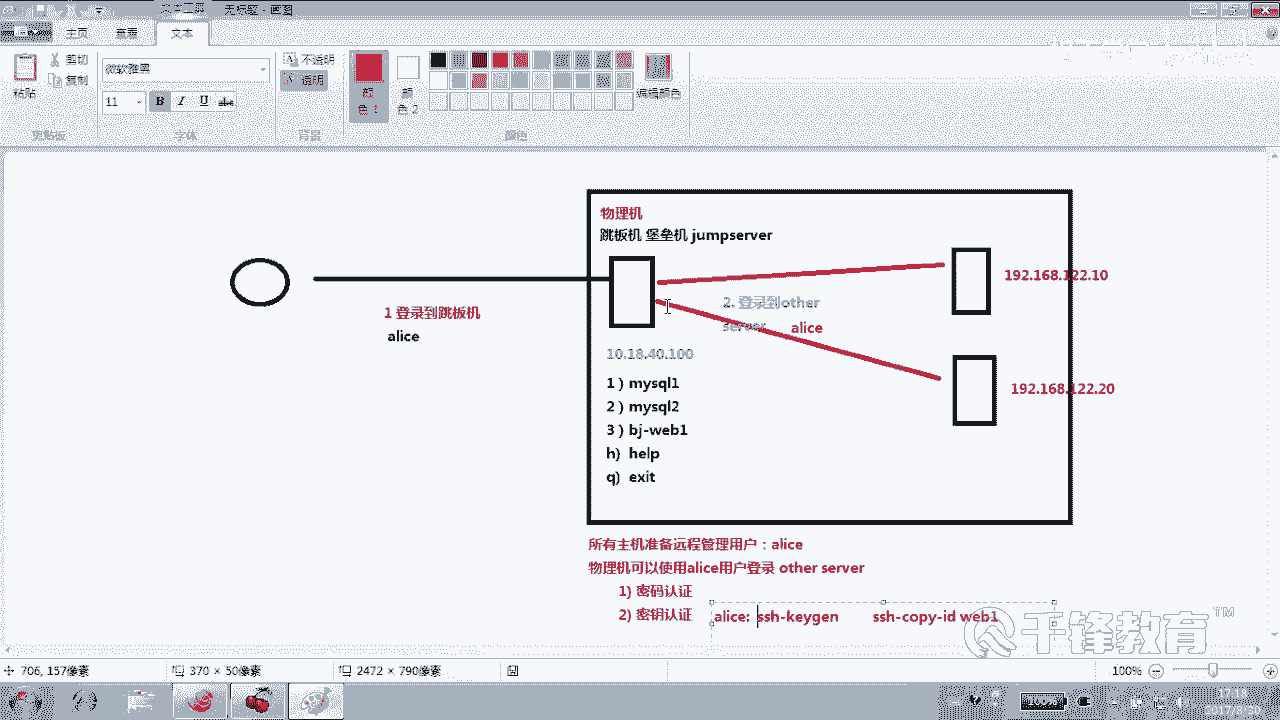 文本工具
无标题 - 画图
主页
查看
文本
粘贴
剪切
复制
剪贴板
微软雅黑
11
B
I
U
abc
字体
不透明
透明
背景
颜色 1
颜色 2
编辑颜色
颜色
物理机
跳板机 堡垒机 jumpserver
1 登录到跳板机
alice
2. 登录到other
server
alice
192.168.122.10
192.168.122.20
10.18.40.100
1 ) mysql1
2 ) mysql2
3 ) bj-web1
h) help
q) exit
所有主机准备远程管理用户：alice
物理机可以使用alice用户登录 other server
1) 密码认证
2) 密钥认证
alice: ssh-keygen ssh-copy-id web1
千锋教育 TM
706, 157像素
370 × 50像素
2472 × 790像素
100%
100%
17:18
2017/8/30